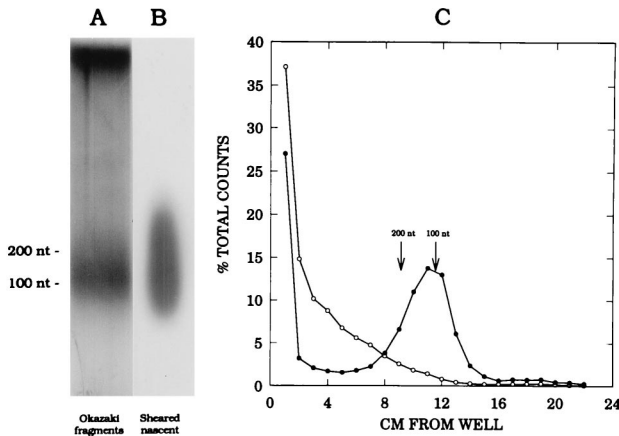 A B
200 nt -
100 nt -
Okazaki fragments
Sheared nascent
C
% TOTAL COUNTS
40
35
30
25
20
15
10
5
0
200 nt
100 nt
0 4 8 12 16 20 24
CM FROM WELL